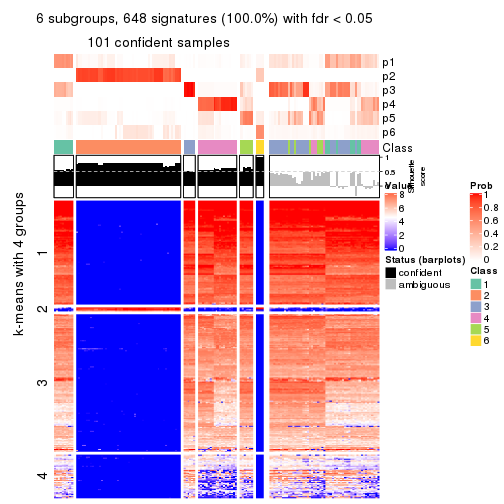 6 subgroups, 648 signatures (100.0%) with fdr < 0.05
101 confident samples
p1
p2
p3
p4
p5
p6
Class
1
0.5
0
Silhouette
score
k-means with 4 groups
1
2
3
4
Value
8
6
4
2
0
Prob
1
0.8
0.6
0.4
0.2
0
Status (barplots)
confident
ambiguous
Class
1
2
3
4
5
6